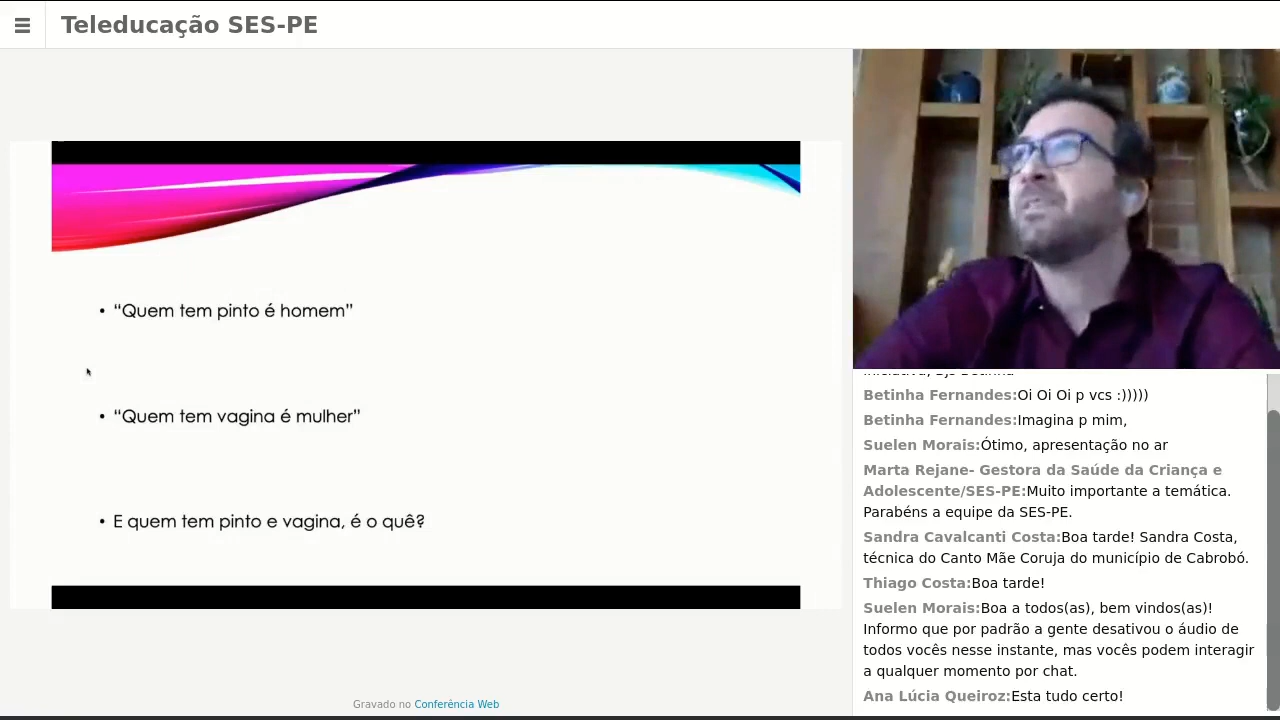 Teleducação SES-PE
• “Quem tem pinto é homem”
• “Quem tem vagina é mulher”
• E quem tem pinto e vagina, é o quê?
Gravado no Conferência Web
Betinha Fernandes:Oi Oi Oi p vcs :)))))
Betinha Fernandes:Imagina p mim,
Suelen Morais:Ótimo, apresentação no ar
Marta Rejane- Gestora da Saúde da Criança e
Adolescente/SES-PE:Muito importante a temática.
Parabéns a equipe da SES-PE.
Sandra Cavalcanti Costa:Boa tarde! Sandra Costa,
técnica do Canto Mãe Coruja do município de Cabrobó.
Thiago Costa:Boa tarde!
Suelen Morais:Boa a todos(as), bem vindos(as)!
Informo que por padrão a gente desativou o áudio de
todos vocês nesse instante, mas vocês podem interagir
a qualquer momento por chat.
Ana Lúcia Queiroz:Esta tudo certo!